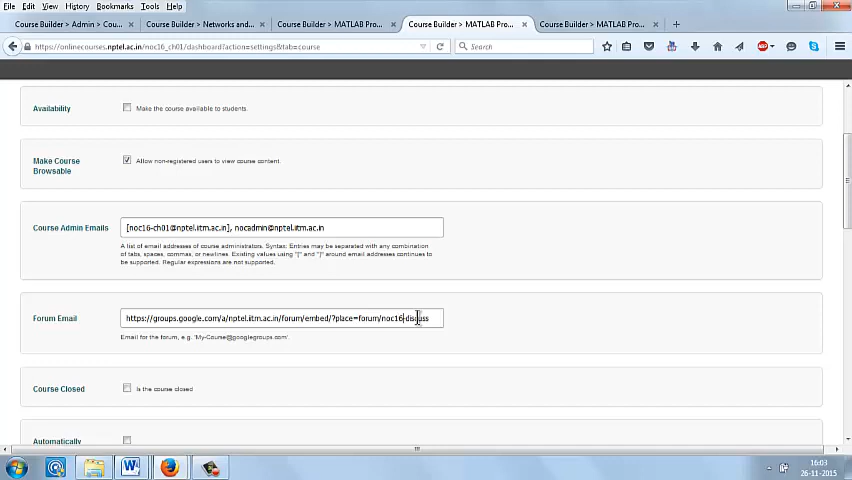 File Edit View History Bookmarks Tools Help
Course Builder > Admin > Cou... × Course Builder > Networks and... × Course Builder > MATLAB Pro... × Course Builder > MATLAB Pro... × Course Builder > MATLAB Pro... × +
https://onlinecourses.nptel.ac.in/noc16_ch01/dashboard?action=settings&tab=course Search
Availability Make the course available to students.
Make Course Browsable Allow non-registered users to view course content.
Course Admin Emails [noc16-ch01@nptel.iitm.ac.in], nocadmin@nptel.iitm.ac.in
A list of email addresses of course administrators. Syntax: Entries may be separated with any combination
of tabs, spaces, commas, or newlines. Existing values using "[" and "]" around email addresses continues to
be supported. Regular expressions are not supported.
Forum Email https://groups.google.com/a/nptel.iitm.ac.in/forum/embed/?place=forum/noc16-discuss
Email for the forum, e.g. 'My-Course@googlegroups.com'.
Course Closed Is the course closed
Automatically
16:03
26-11-2015